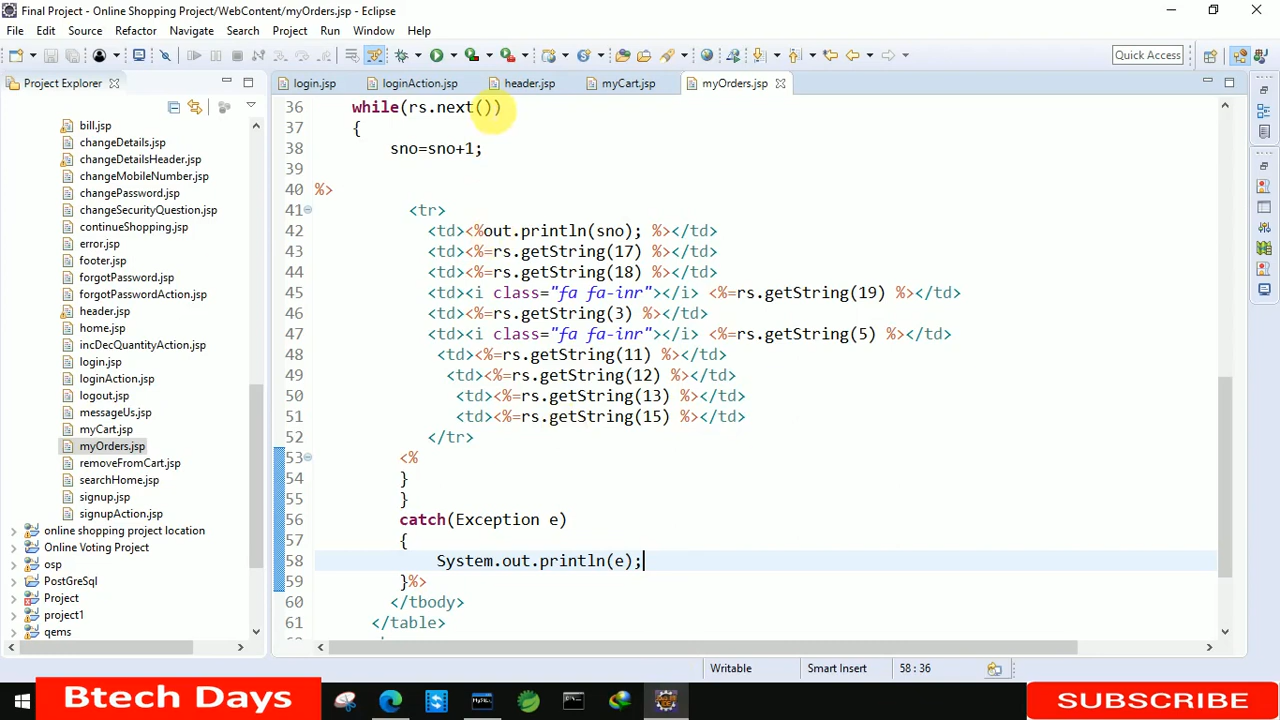 Final Project - Online Shopping Project/WebContent/myOrders.jsp - Eclipse
File Edit Source Refactor Navigate Search Project Run Window Help
Quick Access
Project Explorer
login.jsp
loginAction.jsp
header.jsp
myCart.jsp
myOrders.jsp
bill.jsp
changeDetails.jsp
changeDetailsHeader.jsp
changeMobileNumber.jsp
changePassword.jsp
changeSecurityQuestion.jsp
continueShopping.jsp
error.jsp
footer.jsp
forgotPassword.jsp
forgotPasswordAction.jsp
header.jsp
home.jsp
incDecQuantityAction.jsp
login.jsp
loginAction.jsp
logout.jsp
messageUs.jsp
myCart.jsp
myOrders.jsp
removeFromCart.jsp
searchHome.jsp
signup.jsp
signupAction.jsp
online shopping project location
Online Voting Project
osp
PostGreSql
Project
project1
qems
36 while(rs.next())
37 {
38 sno=sno+1;
39
40 %>
41 <tr>
42 <td><%out.println(sno); %></td>
43 <td><%=rs.getString(17) %></td>
44 <td><%=rs.getString(18) %></td>
45 <td><i class="fa fa-inr"></i> <%=rs.getString(19) %></td>
46 <td><%=rs.getString(3) %></td>
47 <td><i class="fa fa-inr"></i> <%=rs.getString(5) %></td>
48 <td><%=rs.getString(11) %></td>
49 <td><%=rs.getString(12) %></td>
50 <td><%=rs.getString(13) %></td>
51 <td><%=rs.getString(15) %></td>
52 </tr>
53 <%
54 }
55 }
56 catch(Exception e)
57 {
58 System.out.println(e);
59 }%>
60 </tbody>
61 </table>
Writable Smart Insert 58 : 36
Btech Days
SUBSCRIBE